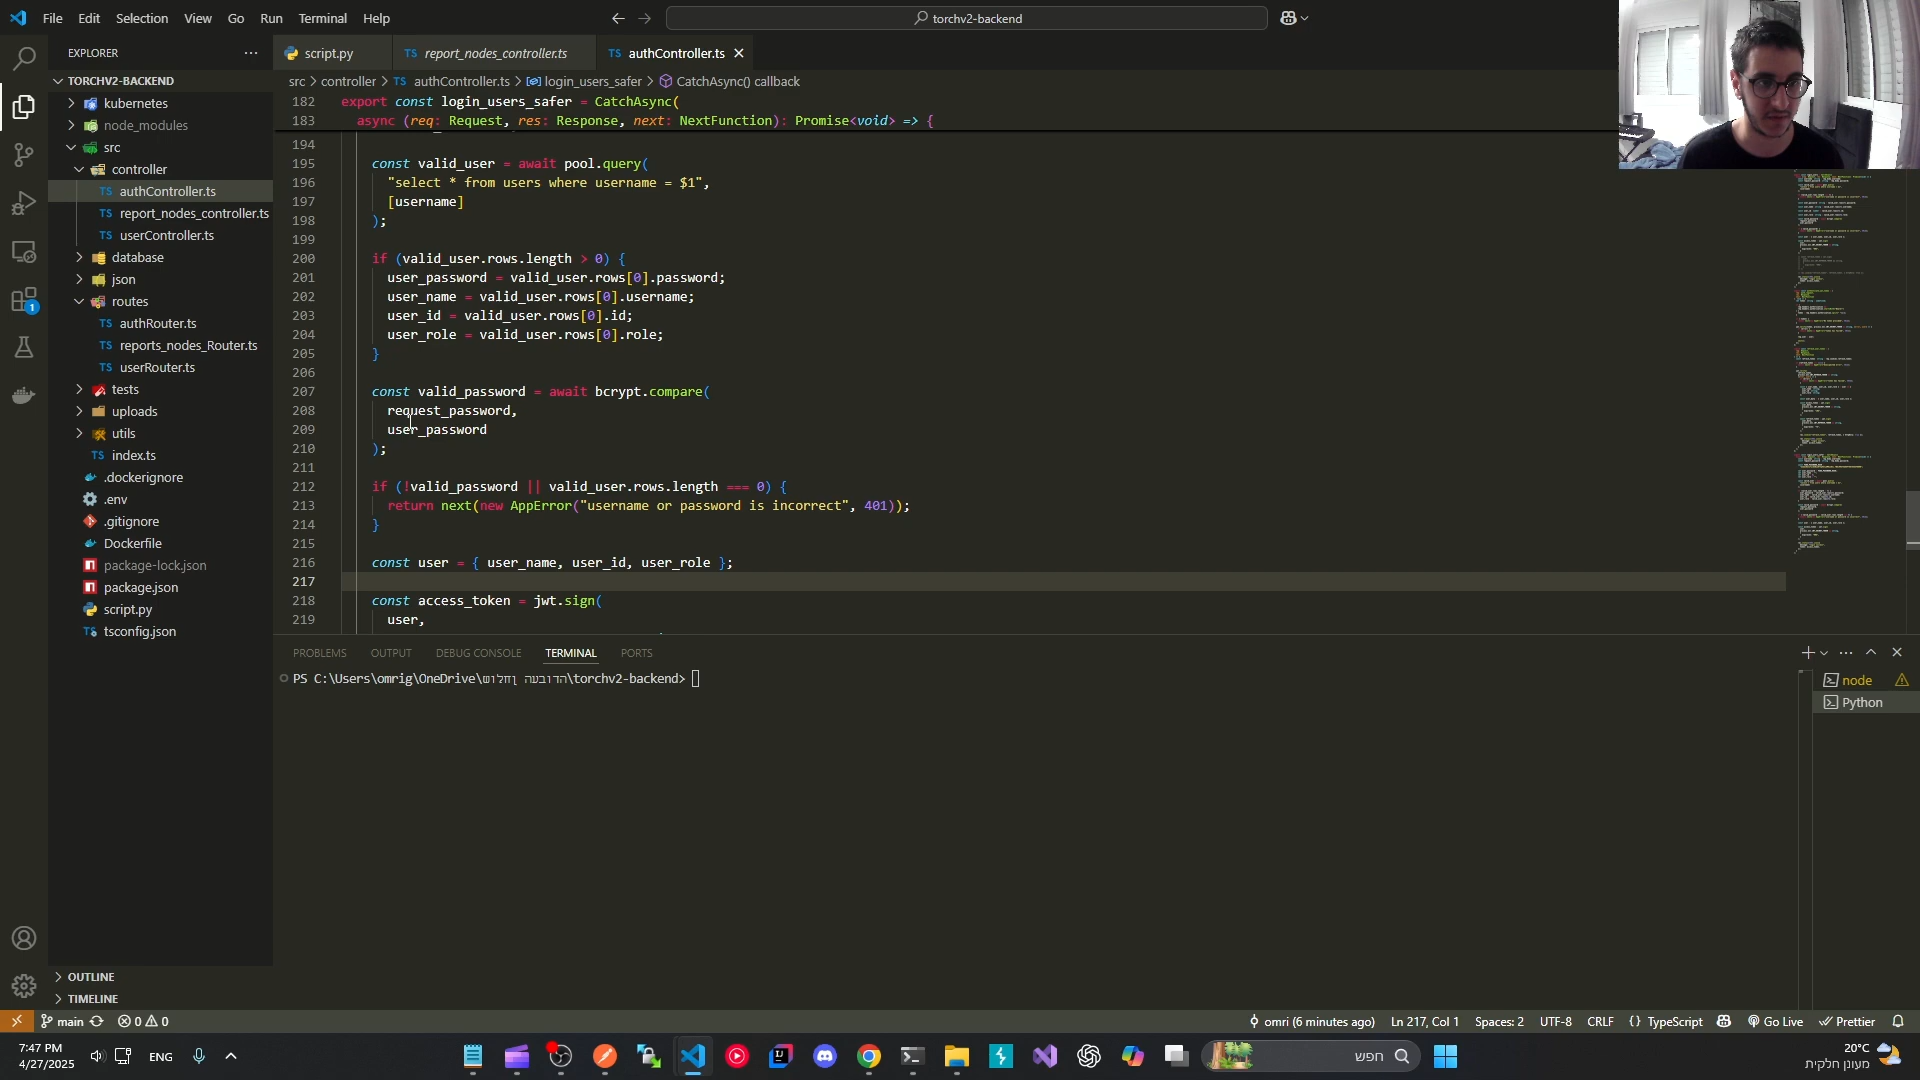 File Edit Selection View Go Run Terminal Help
torchv2-backend
EXPLORER
TORCHV2-BACKEND
kubernetes
node_modules
src
controller
authController.ts
report_nodes_controller.ts
userController.ts
database
json
routes
authRouter.ts
reports_nodes_Router.ts
userRouter.ts
tests
uploads
utils
index.ts
.dockerignore
.env
.gitignore
Dockerfile
package-lock.json
package.json
script.py
tsconfig.json
OUTLINE
TIMELINE
script.py report_nodes_controller.ts authController.ts
src > controller > TS authController.ts > login_users_safer > CatchAsync() callback
182 export const login_users_safer = CatchAsync(
183 async (req: Request, res: Response, next: NextFunction): Promise<void> => {
194
195 const valid_user = await pool.query(
196 "select * from users where username = $1",
197 [username]
198 );
199
200 if (valid_user.rows.length > 0) {
201 user_password = valid_user.rows[0].password;
202 user_name = valid_user.rows[0].username;
203 user_id = valid_user.rows[0].id;
204 user_role = valid_user.rows[0].role;
205 }
206
207 const valid_password = await bcrypt.compare(
208 request_password,
209 user_password
210 );
211
212 if (!valid_password || valid_user.rows.length === 0) {
213 return next(new AppError("username or password is incorrect", 401));
214 }
215
216 const user = { user_name, user_id, user_role };
217
218 const access_token = jwt.sign(
219 user,
PROBLEMS OUTPUT DEBUG CONSOLE TERMINAL PORTS
PS C:\Users\omrig\OneDrive\שולחן העבודה\torchv2-backend>
node
Python
main 0 0
omri (6 minutes ago) Ln 217, Col 1 Spaces: 2 UTF-8 CRLF {} TypeScript Go Live Prettier
7:47 PM
4/27/2025
ENG
חפש
20°C
מעונן חלקית